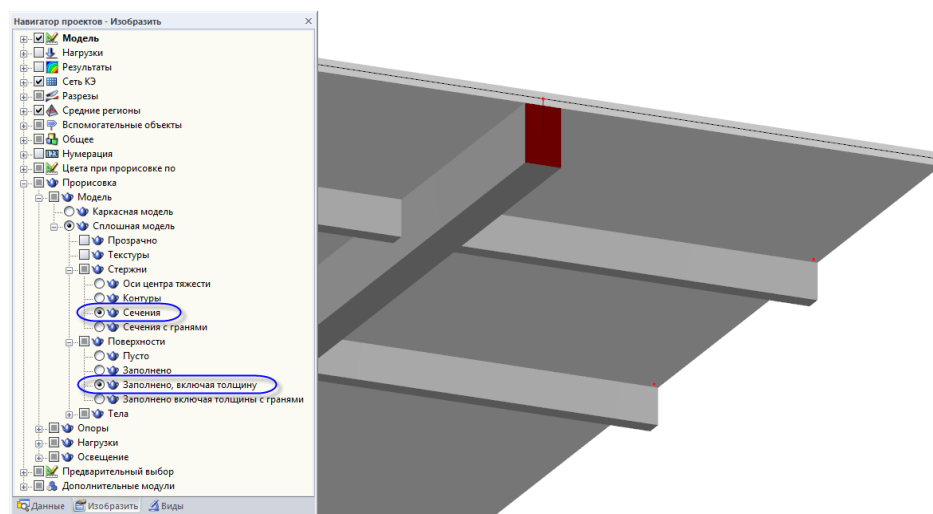 Навигатор проектов - Изобразить
Модель
Нагрузки
Результаты
Сеть КЭ
Разрезы
Средние регионы
Вспомогательные объекты
Общее
123 Нумерация
Цвета при прорисовке по
Прорисовка
Модель
Каркасная модель
Сплошная модель
Прозрачно
Текстуры
Стержни
Оси центра тяжести
Контуры
Сечения
Сечения с гранями
Поверхности
Пусто
Заполнено
Заполнено, включая толщину
Заполнено включая толщины с гранями
Тела
Опоры
Нагрузки
Освещение
Предварительный выбор
Дополнительные модули
Данные Изобразить Виды